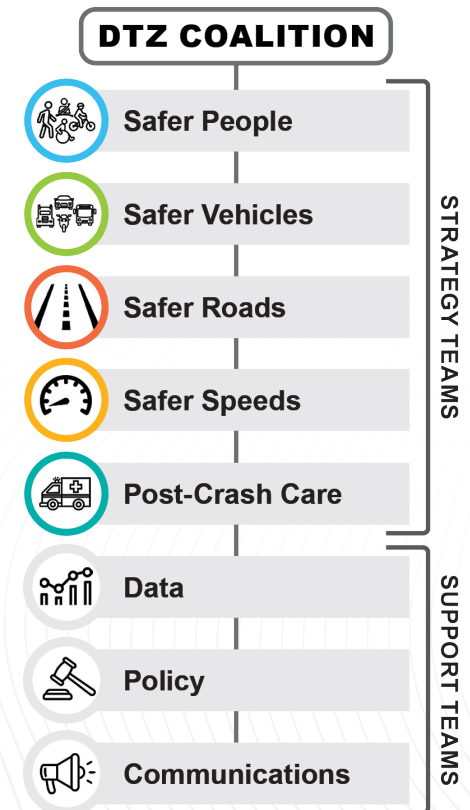 DTZ COALITION
Safer People
Safer Vehicles
Safer Roads
Safer Speeds
Post-Crash Care
STRATEGY TEAMS
Data
Policy
Communications
SUPPORT TEAMS